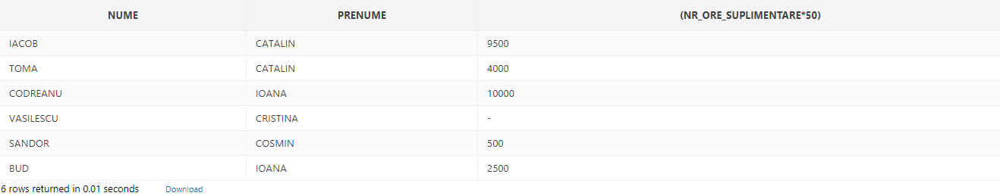 NUME PRENUME (NR_ORE_SUPLIMENTARE*50)
IACOB CATALIN 9500
TOMA CATALIN 4000
CODREANU IOANA 10000
VASILESCU CRISTINA -
SANDOR COSMIN 500
BUD IOANA 2500
6 rows returned in 0.01 seconds Download